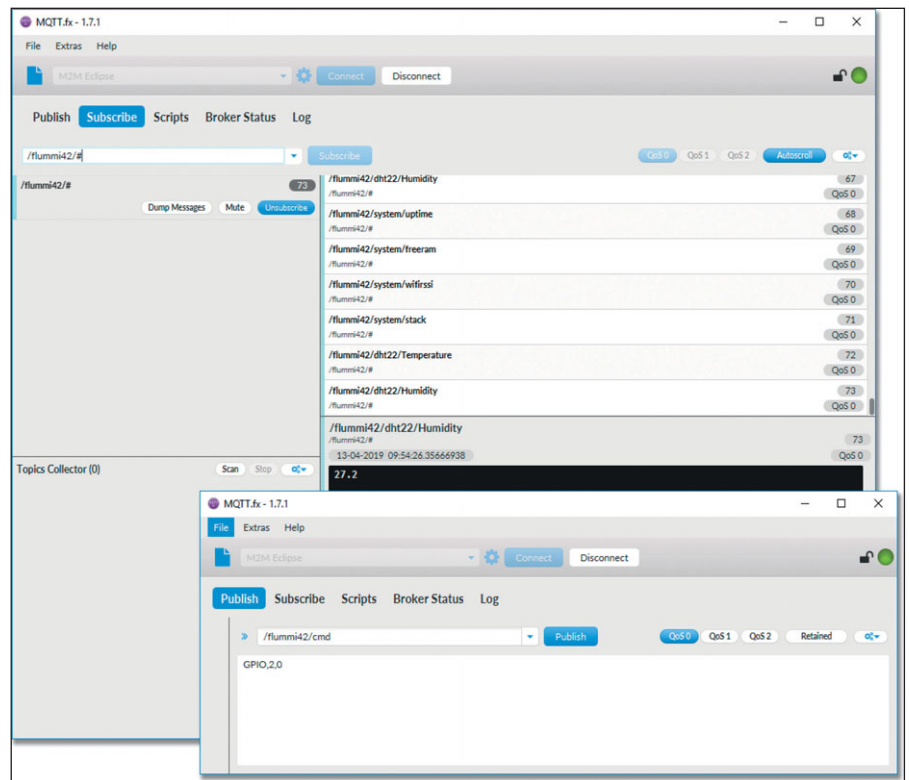 MQTT.fx - 1.7.1
File Extras Help
M2M Eclipse Connect Disconnect
Publish Subscribe Scripts Broker Status Log
/flummi42/# Subscribe QoS 0 QoS 1 QoS 2 Autoscroll
/flummi42/# 73
Dump Messages Mute Unsubscribe
/flummi42/dht22/Humidity 67
/flummi42/# QoS 0
/flummi42/system/uptime 68
/flummi42/# QoS 0
/flummi42/system/freeram 69
/flummi42/# QoS 0
/flummi42/system/wifirssi 70
/flummi42/# QoS 0
/flummi42/system/stack 71
/flummi42/# QoS 0
/flummi42/dht22/Temperature 72
/flummi42/# QoS 0
/flummi42/dht22/Humidity 73
/flummi42/# QoS 0
/flummi42/dht22/Humidity
/flummi42/# 73
13-04-2019 09:54:26.35666938 QoS 0
27.2
Topics Collector (0) Scan Stop
MQTT.fx - 1.7.1
File Extras Help
M2M Eclipse Connect Disconnect
Publish Subscribe Scripts Broker Status Log
» /flummi42/cmd Publish QoS 0 QoS 1 QoS 2 Retained
GPIO,2,0